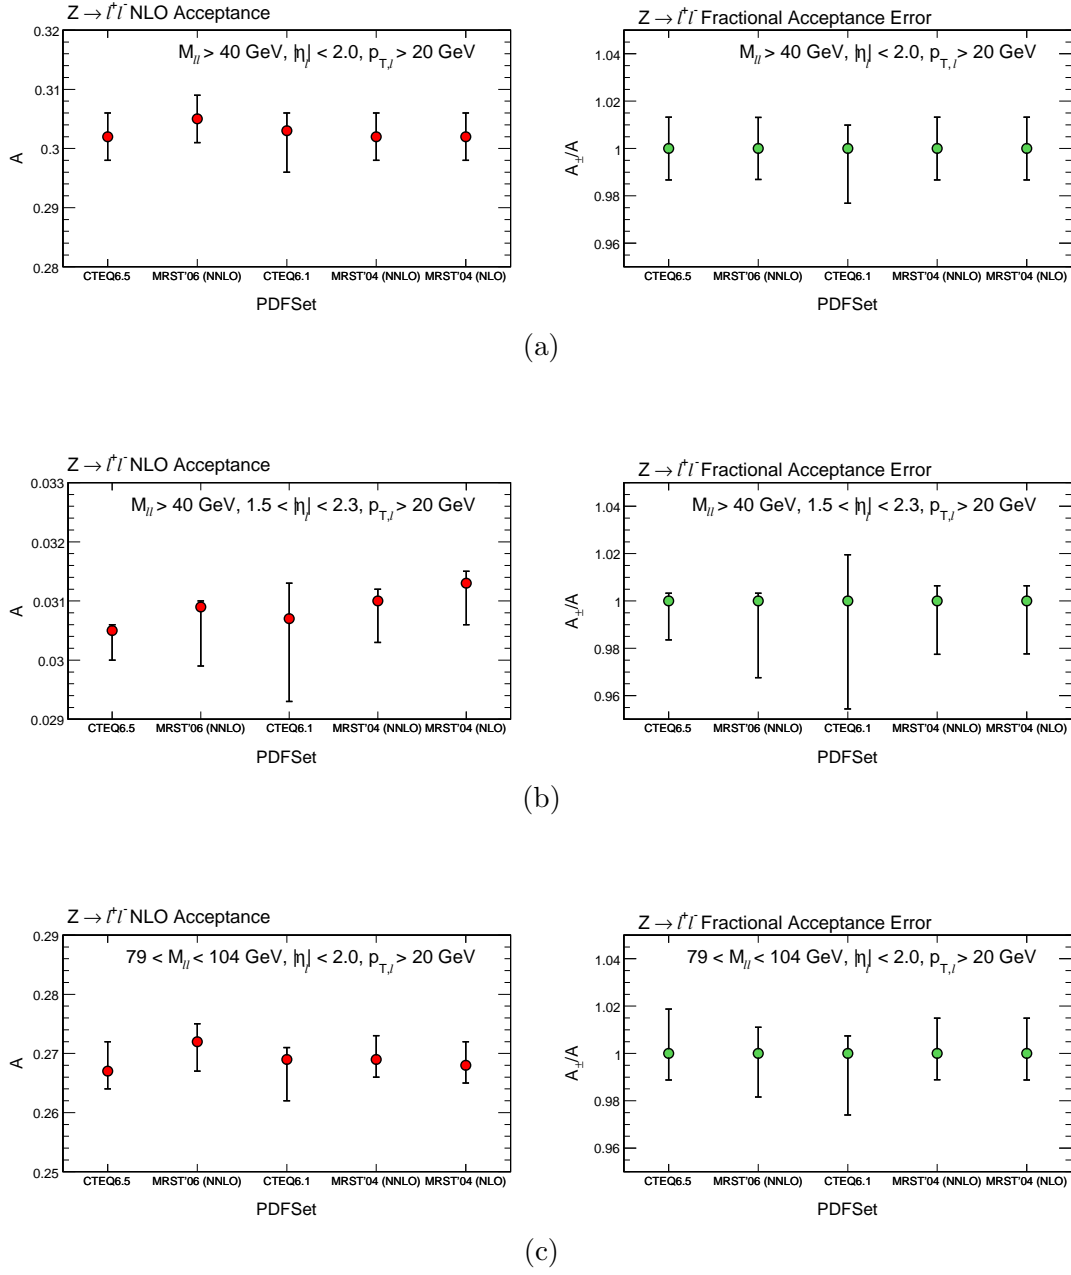 Z → l⁺l⁻ NLO Acceptance
M_ll > 40 GeV, |η_l| < 2.0, p_T,l > 20 GeV
0.32
0.31
0.3
0.29
0.28
A
CTEQ6.5 MRST'06 (NNLO) CTEQ6.1 MRST'04 (NNLO) MRST'04 (NLO)
PDFSet
Z → l⁺l⁻ Fractional Acceptance Error
M_ll > 40 GeV, |η_l| < 2.0, p_T,l > 20 GeV
1.04
1.02
1
0.98
0.96
A_±/A
CTEQ6.5 MRST'06 (NNLO) CTEQ6.1 MRST'04 (NNLO) MRST'04 (NLO)
PDFSet
(a)
Z → l⁺l⁻ NLO Acceptance
M_ll > 40 GeV, 1.5 < |η_l| < 2.3, p_T,l > 20 GeV
0.033
0.032
0.031
0.03
0.029
A
CTEQ6.5 MRST'06 (NNLO) CTEQ6.1 MRST'04 (NNLO) MRST'04 (NLO)
PDFSet
Z → l⁺l⁻ Fractional Acceptance Error
M_ll > 40 GeV, 1.5 < |η_l| < 2.3, p_T,l > 20 GeV
1.04
1.02
1
0.98
0.96
A_±/A
CTEQ6.5 MRST'06 (NNLO) CTEQ6.1 MRST'04 (NNLO) MRST'04 (NLO)
PDFSet
(b)
Z → l⁺l⁻ NLO Acceptance
79 < M_ll < 104 GeV, |η_l| < 2.0, p_T,l > 20 GeV
0.29
0.28
0.27
0.26
0.25
A
CTEQ6.5 MRST'06 (NNLO) CTEQ6.1 MRST'04 (NNLO) MRST'04 (NLO)
PDFSet
Z → l⁺l⁻ Fractional Acceptance Error
79 < M_ll < 104 GeV, |η_l| < 2.0, p_T,l > 20 GeV
1.04
1.02
1
0.98
0.96
A_±/A
CTEQ6.5 MRST'06 (NNLO) CTEQ6.1 MRST'04 (NNLO) MRST'04 (NLO)
PDFSet
(c)